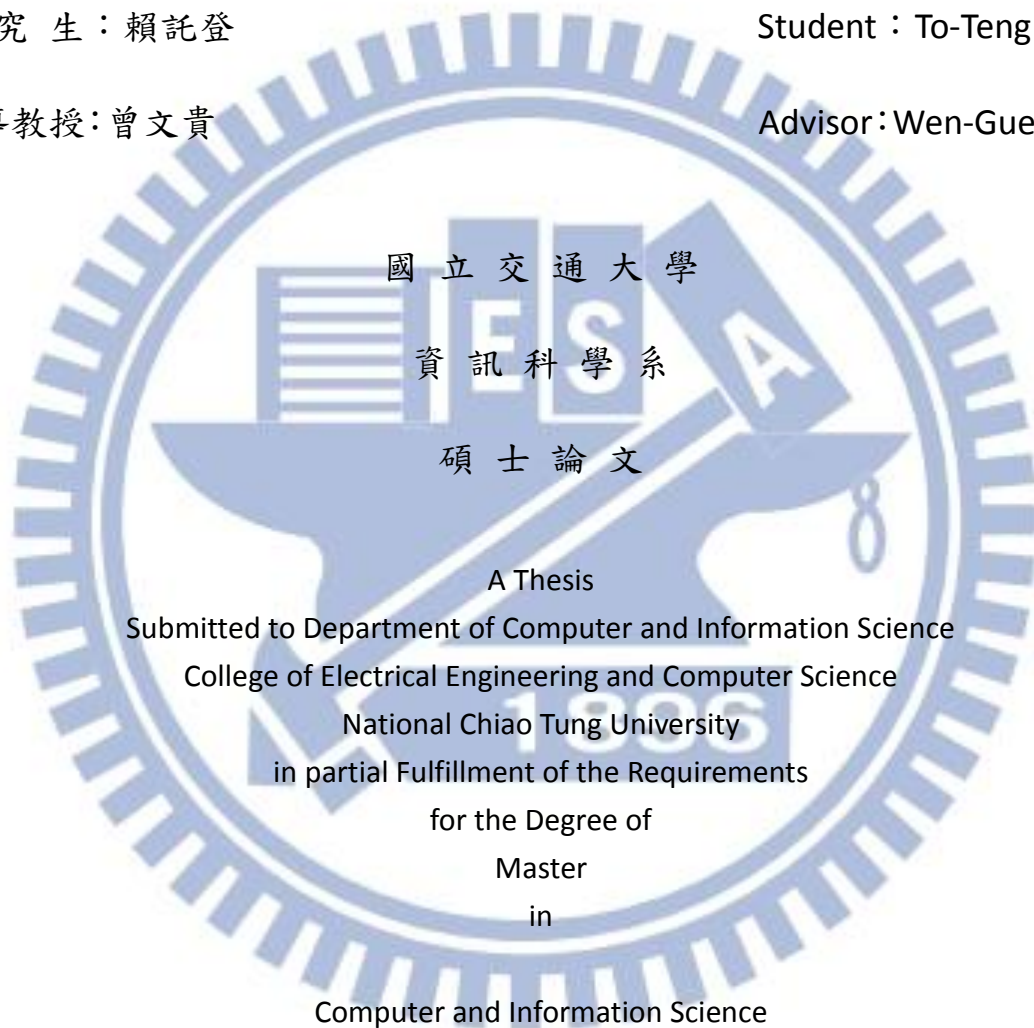 究 生：賴託登 Student：To-Teng
教授：曾文貴 Advisor：Wen-Gue
國 立 交 通 大 學
資 訊 科 學 系
碩 士 論 文
ESA
A Thesis
Submitted to Department of Computer and Information Science
College of Electrical Engineering and Computer Science
National Chiao Tung University
1896
in partial Fulfillment of the Requirements
for the Degree of
Master
in
Computer and Information Science